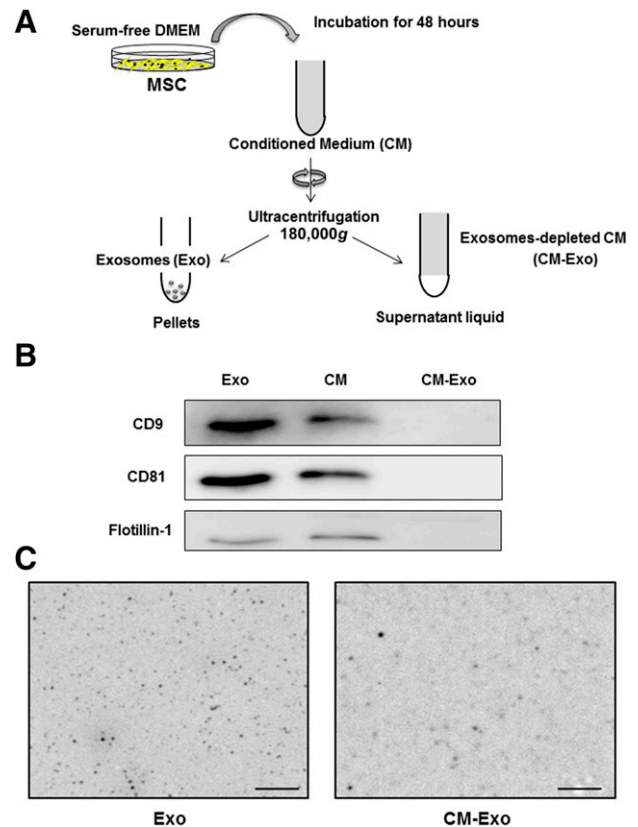 A
Serum-free DMEM
Incubation for 48 hours
MSC
Conditioned Medium (CM)
Ultracentrifugation
180,000g
Exosomes (Exo)
Exosomes-depleted CM
(CM-Exo)
Pellets
Supernatant liquid
B
Exo CM CM-Exo
CD9
CD81
Flotillin-1
C
Exo CM-Exo